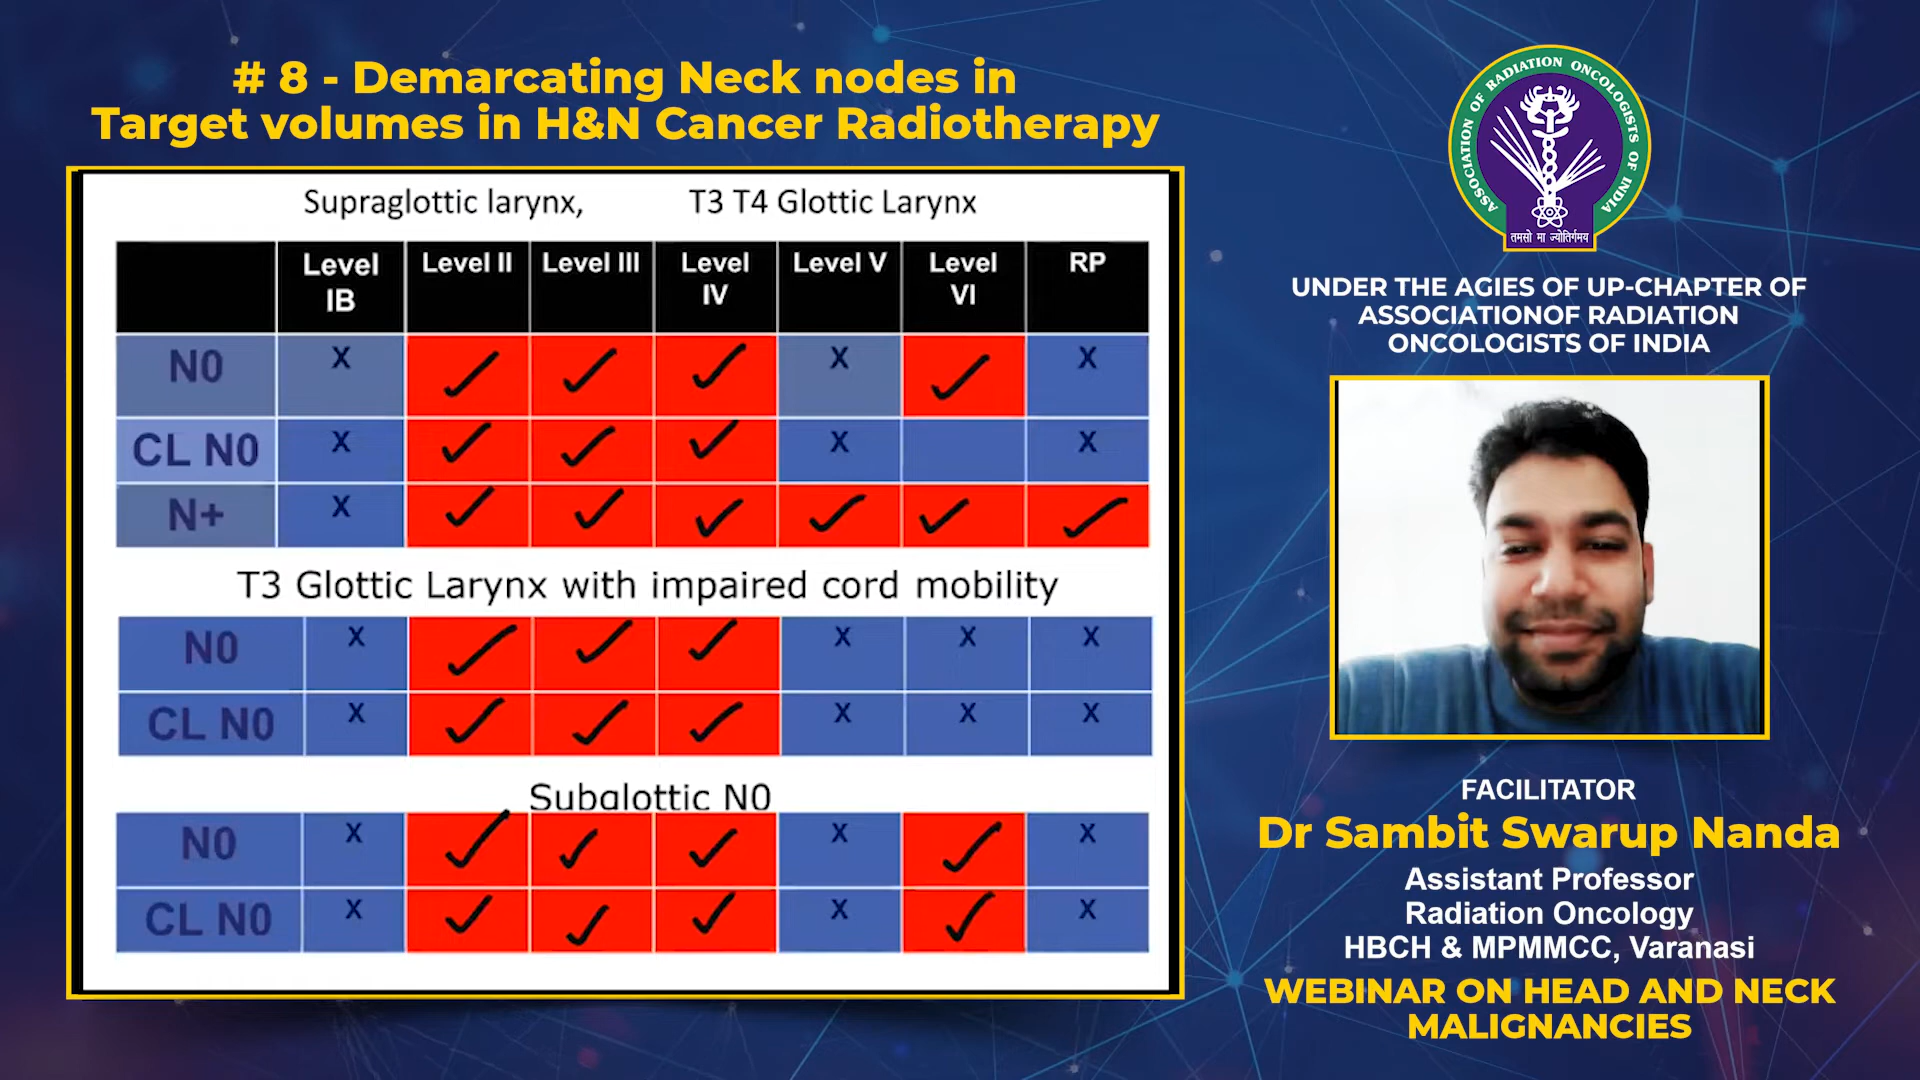 # 8 - Demarcating Neck nodes in
Target volumes in H&N Cancer Radiotherapy
Supraglottic larynx, T3 T4 Glottic Larynx
Level IB Level II Level III Level IV Level V Level VI RP
N0 X ✓ ✓ ✓ X ✓ X
CL N0 X ✓ ✓ ✓ X X
N+ X ✓ ✓ ✓ ✓ ✓ ✓
T3 Glottic Larynx with impaired cord mobility
N0 X ✓ ✓ ✓ X X X
CL N0 X ✓ ✓ ✓ X X X
Subglottic N0
N0 X ✓ ✓ ✓ X ✓ X
CL N0 X ✓ ✓ ✓ X ✓ X
ASSOCIATION OF RADIATION ONCOLOGISTS OF INDIA
तमसो मा ज्योतिर्गमय
UNDER THE AGIES OF UP-CHAPTER OF
ASSOCIATIONOF RADIATION
ONCOLOGISTS OF INDIA
FACILITATOR
Dr Sambit Swarup Nanda
Assistant Professor
Radiation Oncology
HBCH & MPMMCC, Varanasi
WEBINAR ON HEAD AND NECK
MALIGNANCIES